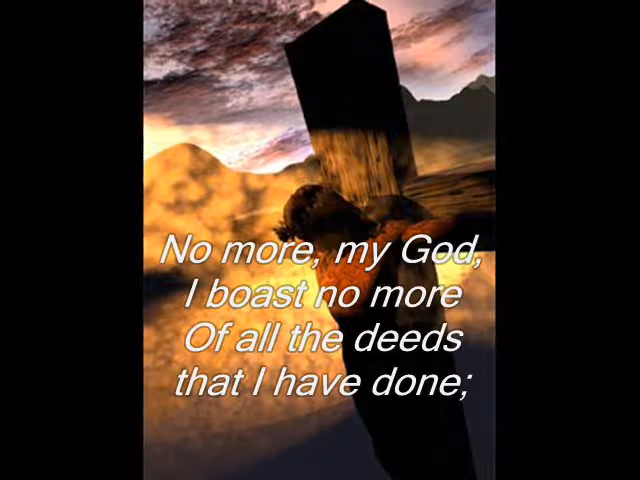 No more, my God,
I boast no more
Of all the deeds
that I have done;